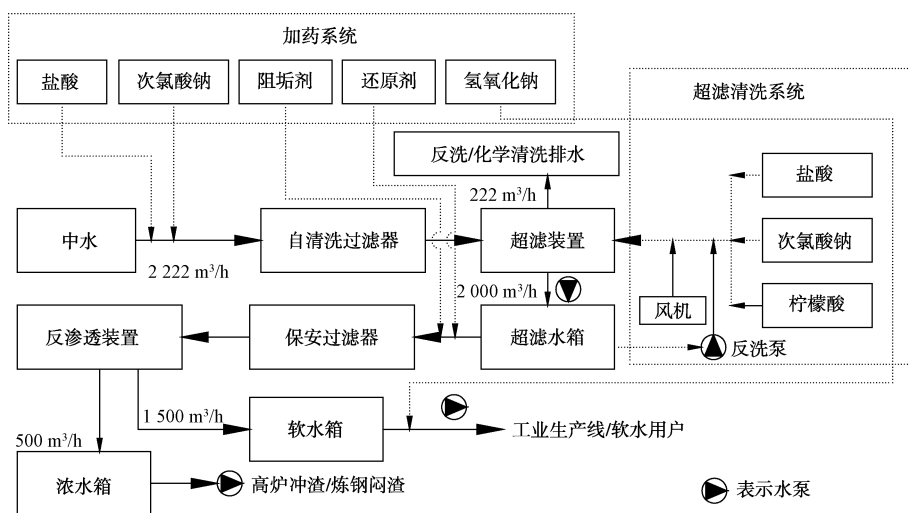 加药系统
盐酸
次氯酸钠
阻垢剂
还原剂
氢氧化钠
超滤清洗系统
反洗/化学清洗排水
盐酸
222 m³/h
中水
自清洗过滤器
超滤装置
次氯酸钠
2 222 m³/h
2 000 m³/h
柠檬酸
风机
反渗透装置
保安过滤器
超滤水箱
反洗泵
1 500 m³/h
软水箱
工业生产线/软水用户
500 m³/h
浓水箱
高炉冲渣/炼钢闷渣
表示水泵